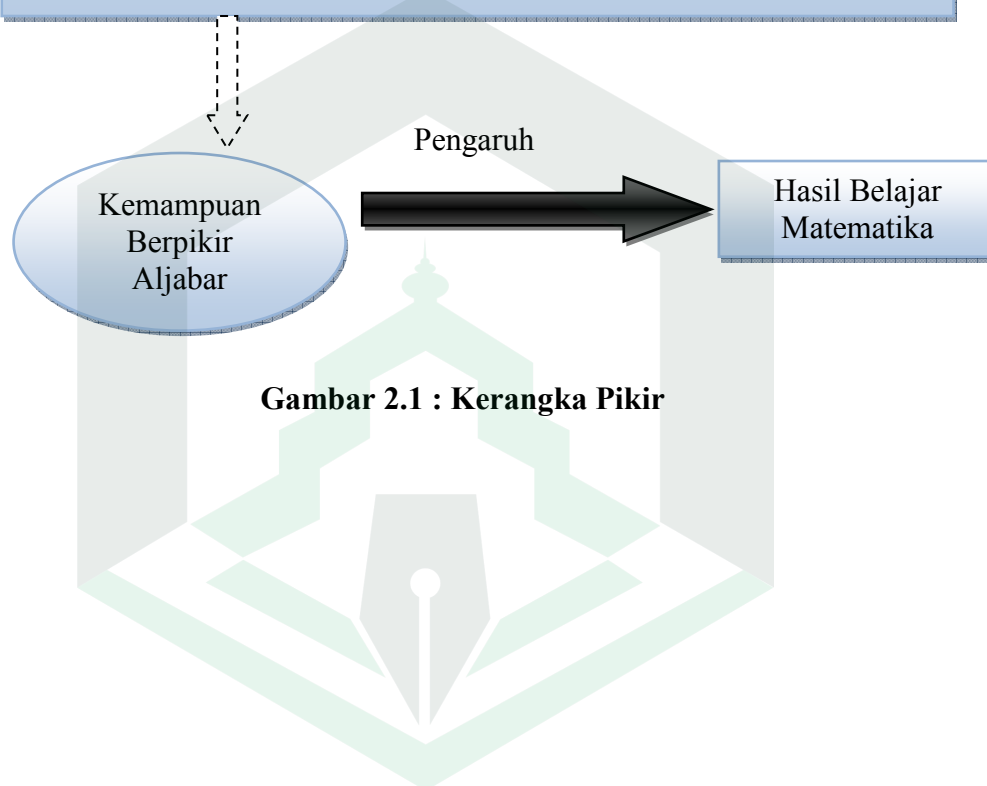 Pengaruh
Kemampuan
Berpikir
Aljabar
Hasil Belajar
Matematika
Gambar 2.1 : Kerangka Pikir